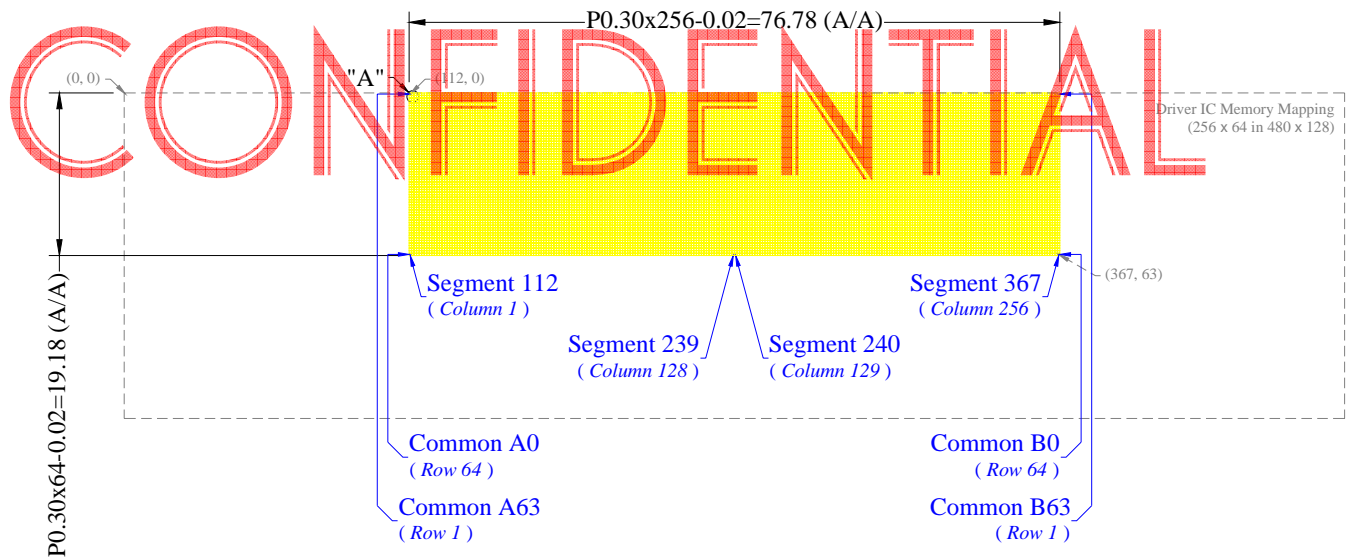 P0.30x256-0.02=76.78 (A/A)
CONFIDENTIAL
(0, 0)
"A"
(112, 0)
Driver IC Memory Mapping
(256 x 64 in 480 x 128)
P0.30x64-0.02=19.18 (A/A)
Segment 112
( Column 1 )
Segment 367
( Column 256 )
(367, 63)
Segment 239
( Column 128 )
Segment 240
( Column 129 )
Common A0
( Row 64 )
Common B0
( Row 64 )
Common A63
( Row 1 )
Common B63
( Row 1 )